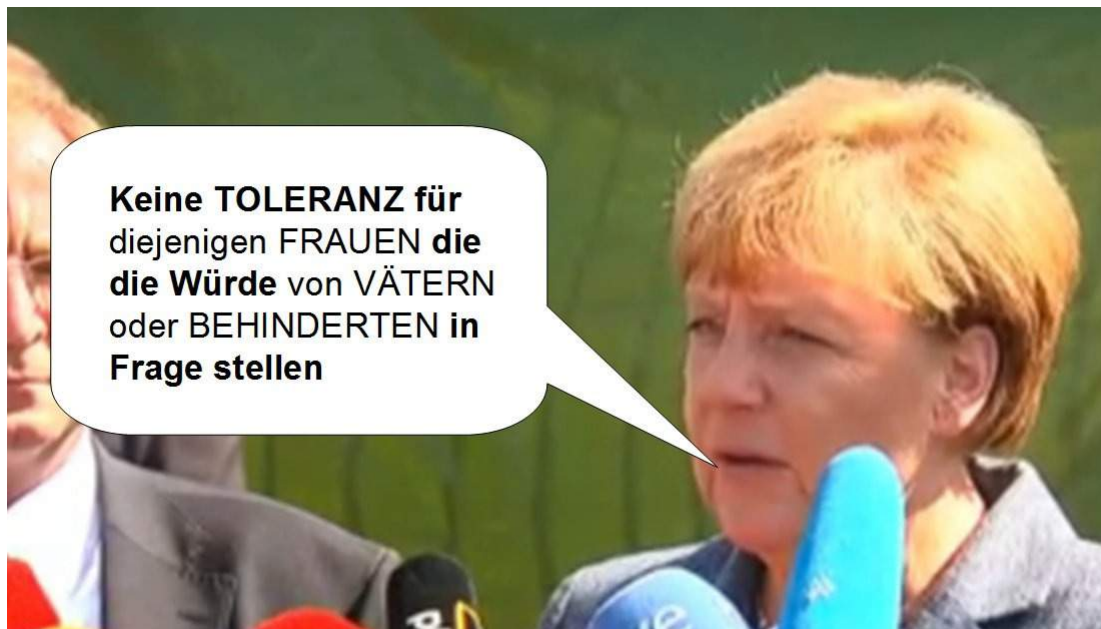 Keine TOLERANZ für
diejenigen FRAUEN die
die Würde von VÄTERN
oder BEHINDERTEN in
Frage stellen